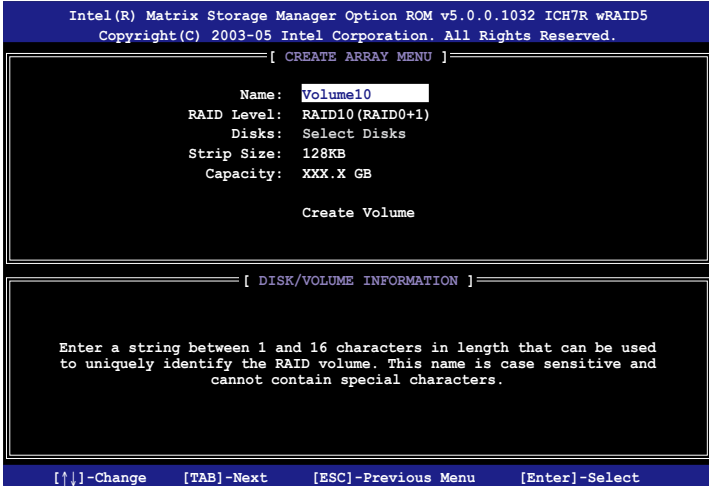 Intel(R) Matrix Storage Manager Option ROM v5.0.0.1032 ICH7R wRAID5
Copyright(C) 2003-05 Intel Corporation. All Rights Reserved.
[ CREATE ARRAY MENU ]
Name: Volume10
RAID Level: RAID10(RAID0+1)
Disks: Select Disks
Strip Size: 128KB
Capacity: XXX.X GB
Create Volume
[ DISK/VOLUME INFORMATION ]
Enter a string between 1 and 16 characters in length that can be used
to uniquely identify the RAID volume. This name is case sensitive and
cannot contain special characters.
[↑↓]-Change [TAB]-Next [ESC]-Previous Menu [Enter]-Select